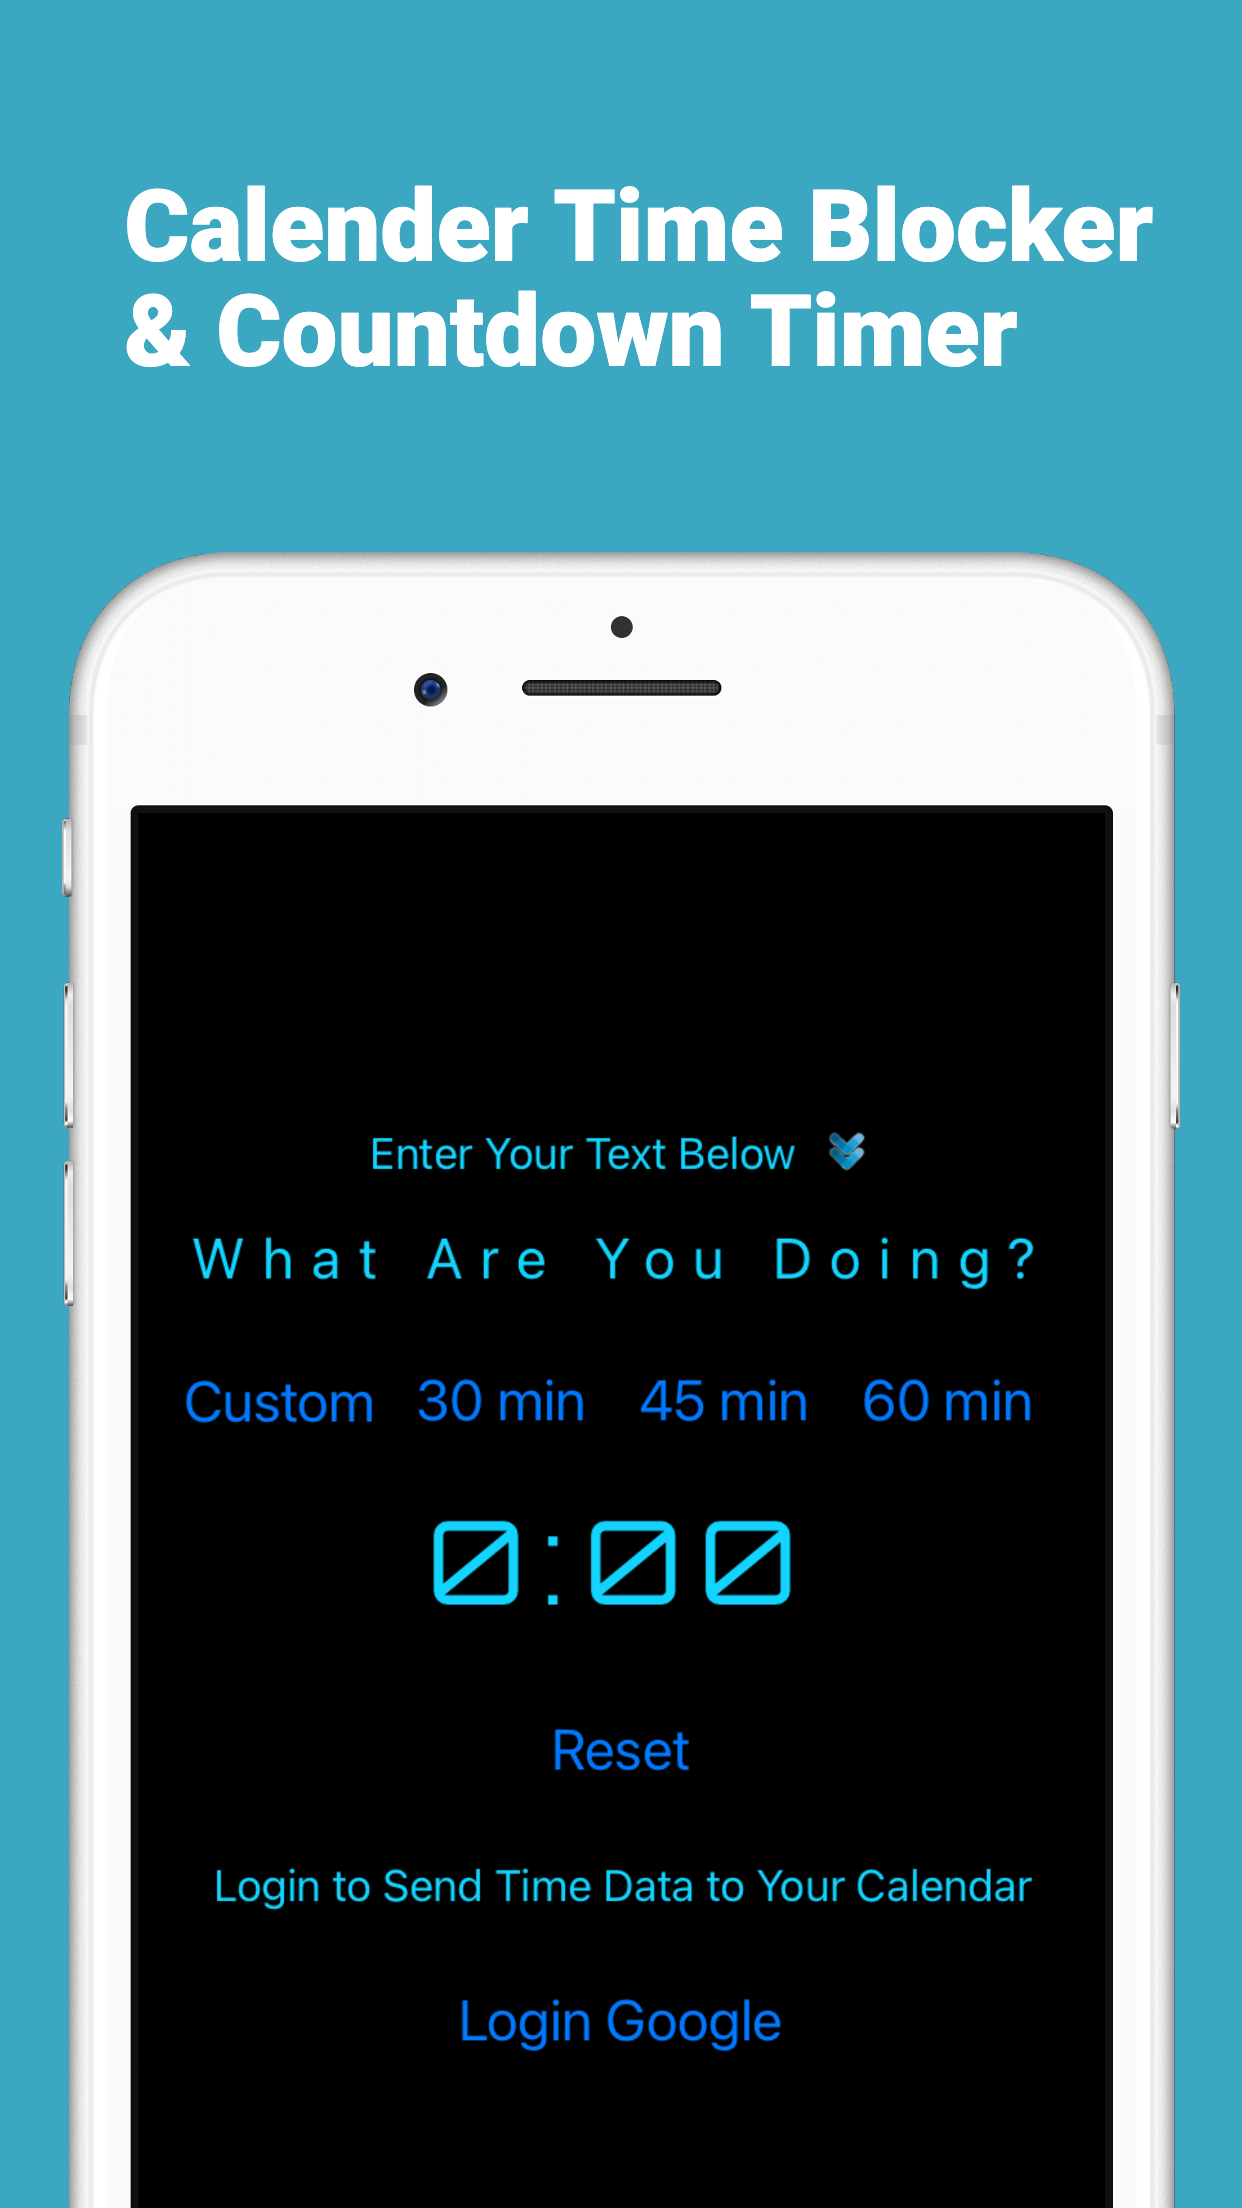 Calender Time Blocker
& Countdown Timer
Enter Your Text Below
What Are You Doing?
Custom 30 min 45 min 60 min
0:00
Reset
Login to Send Time Data to Your Calendar
Login Google